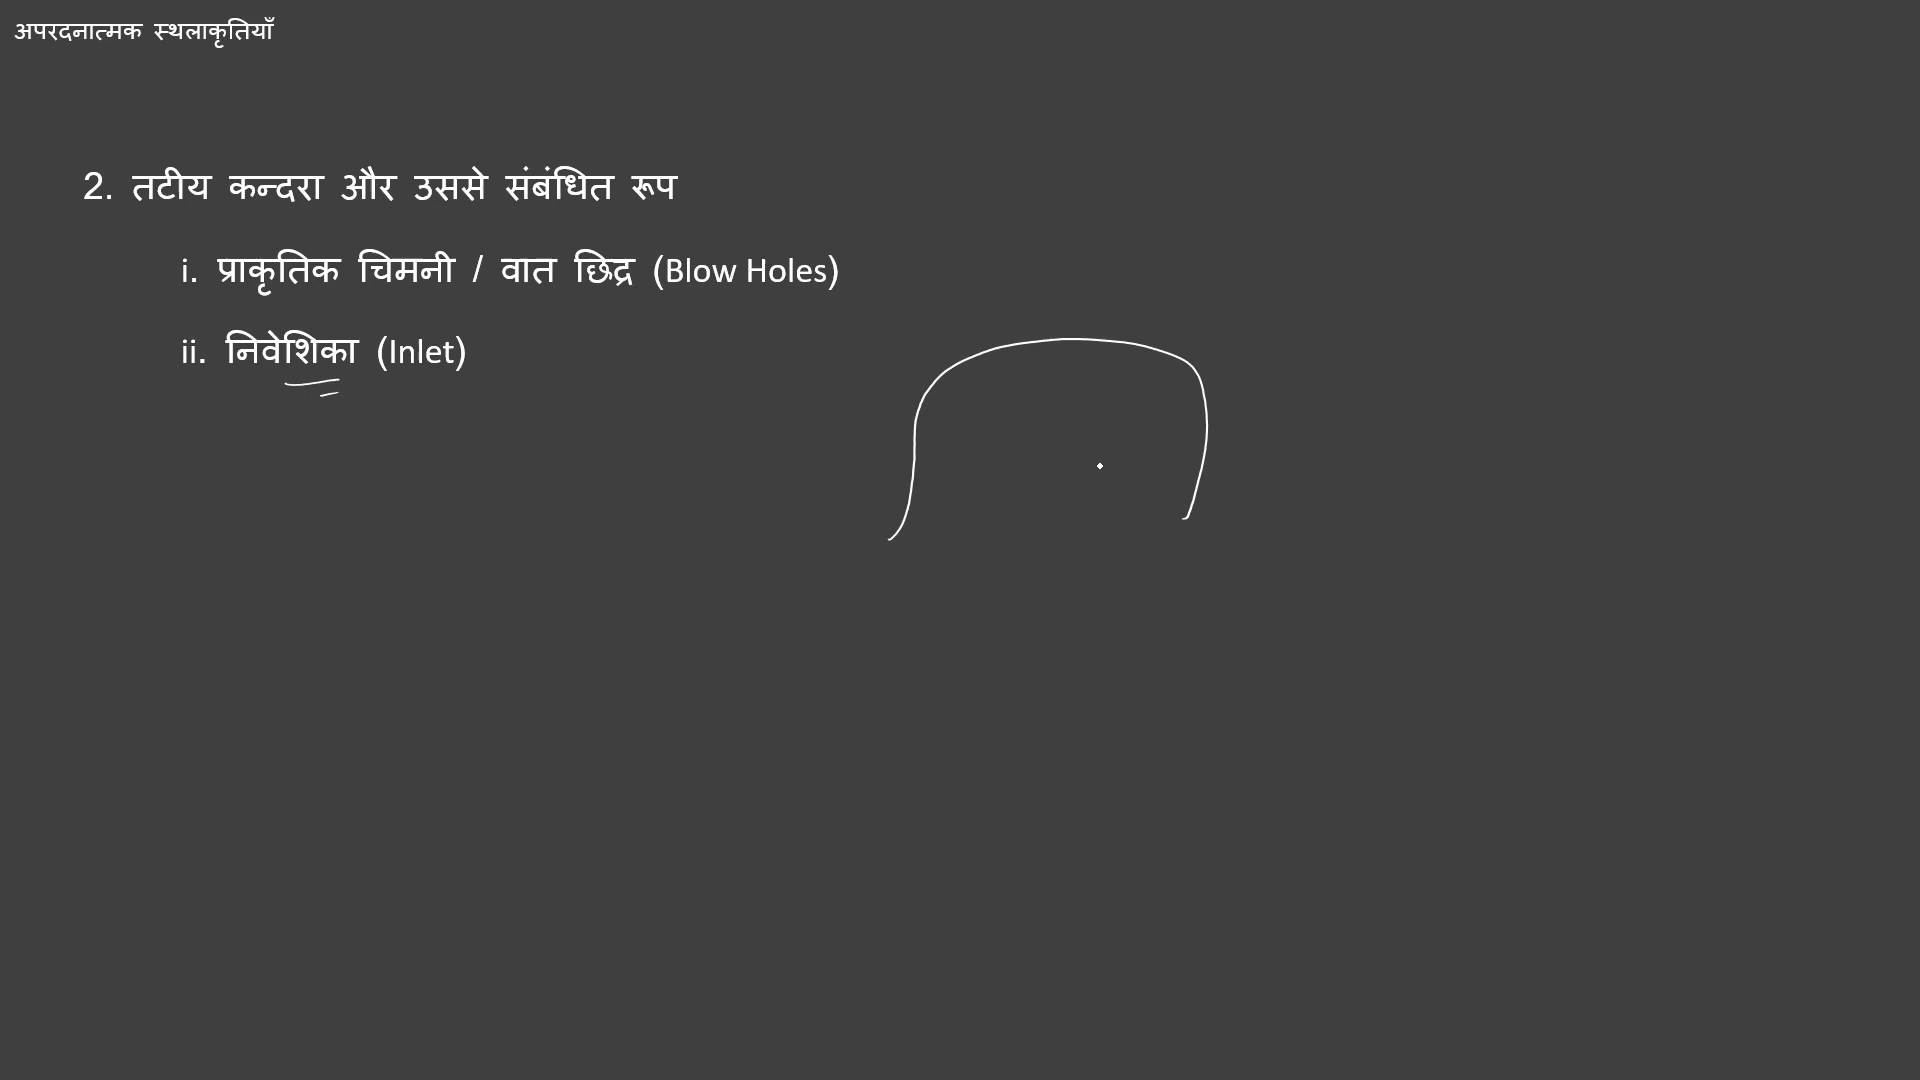 अपरदनात्मक स्थलाकृतियाँ
2. तटीय कन्दरा और उससे संबंधित रूप
i. प्राकृतिक चिमनी / वात छिद्र (Blow Holes)
ii. निवेशिका (Inlet)